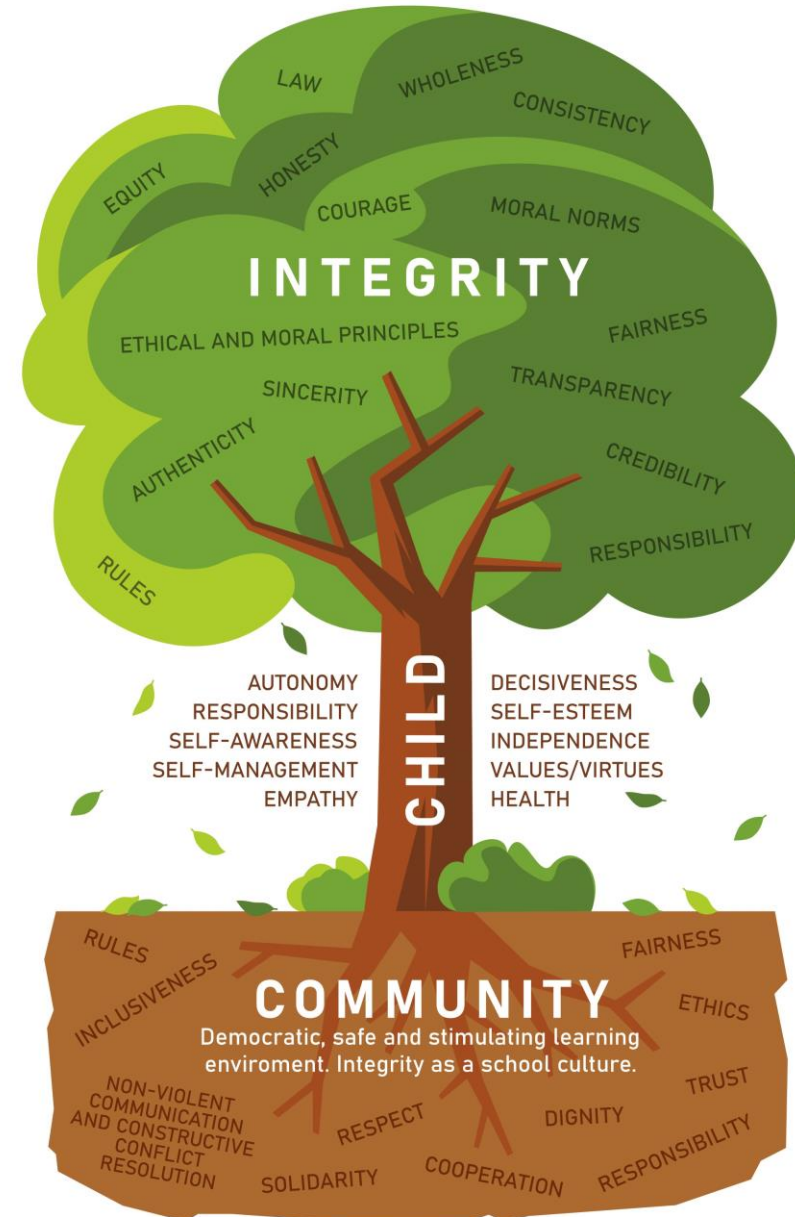 LAW
WHOLENESS
CONSISTENCY
EQUITY
HONESTY
COURAGE
MORAL NORMS
INTEGRITY
ETHICAL AND MORAL PRINCIPLES
FAIRNESS
SINCERITY
TRANSPARENCY
AUTHENTICITY
CREDIBILITY
RULES
RESPONSIBILITY
CHILD
AUTONOMY
RESPONSIBILITY
SELF-AWARENESS
SELF-MANAGEMENT
EMPATHY
DECISIVENESS
SELF-ESTEEM
INDEPENDENCE
VALUES/VIRTUES
HEALTH
RULES
INCLUSIVENESS
FAIRNESS
ETHICS
COMMUNITY
Democratic, safe and stimulating learning
enviroment. Integrity as a school culture.
NON-VIOLENT
COMMUNICATION
AND CONSTRUCTIVE
CONFLICT
RESOLUTION
RESPECT
DIGNITY
TRUST
SOLIDARITY
COOPERATION
RESPONSIBILITY